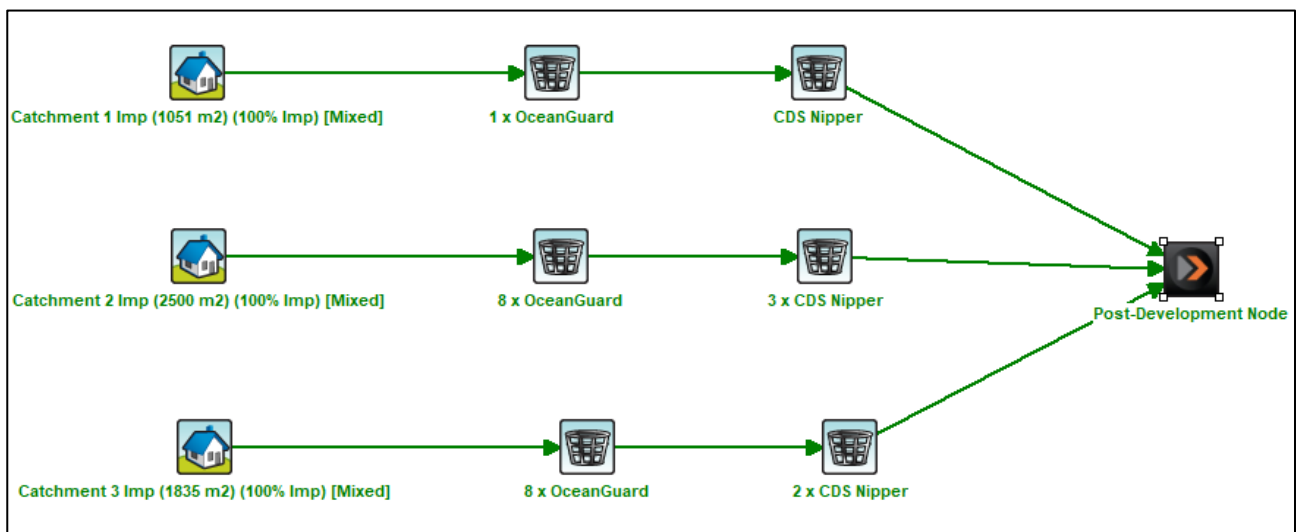 Catchment 1 Imp (1051 m2) (100% Imp) [Mixed]
1 x OceanGuard
CDS Nipper
Catchment 2 Imp (2500 m2) (100% Imp) [Mixed]
8 x OceanGuard
3 x CDS Nipper
Post-Development Node
Catchment 3 Imp (1835 m2) (100% Imp) [Mixed]
8 x OceanGuard
2 x CDS Nipper